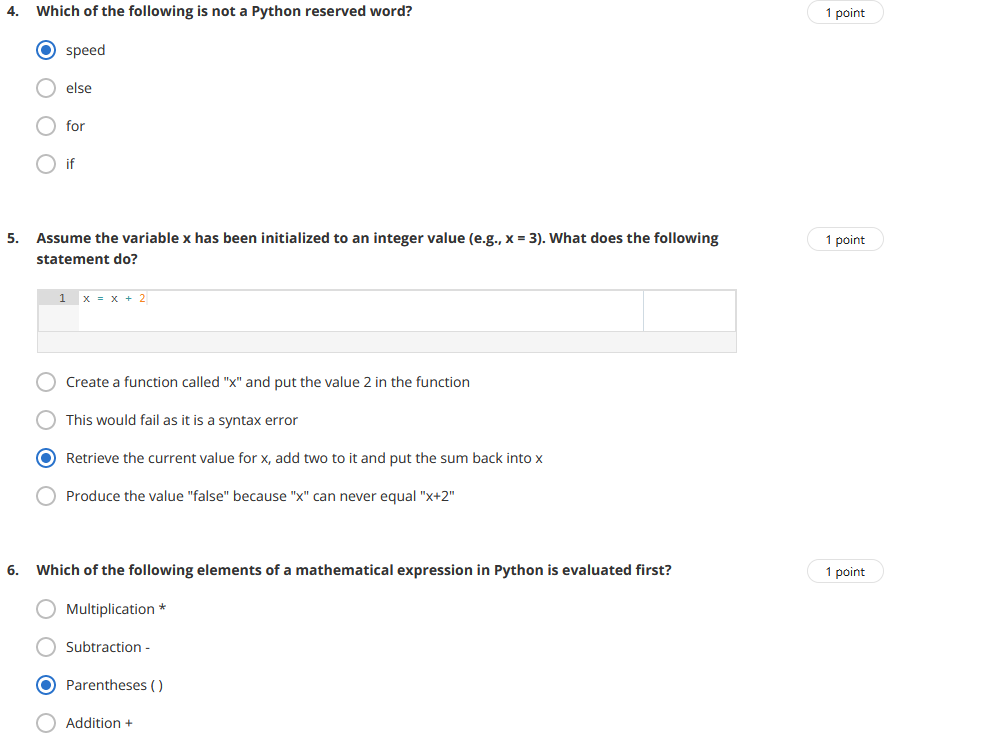 4. Which of the following is not a Python reserved word?
1 point
speed
else
for
if
5. Assume the variable x has been initialized to an integer value (e.g., x = 3). What does the following
statement do?
1 point
1 x = x + 2
Create a function called "x" and put the value 2 in the function
This would fail as it is a syntax error
Retrieve the current value for x, add two to it and put the sum back into x
Produce the value "false" because "x" can never equal "x+2"
6. Which of the following elements of a mathematical expression in Python is evaluated first?
1 point
Multiplication *
Subtraction -
Parentheses ( )
Addition +